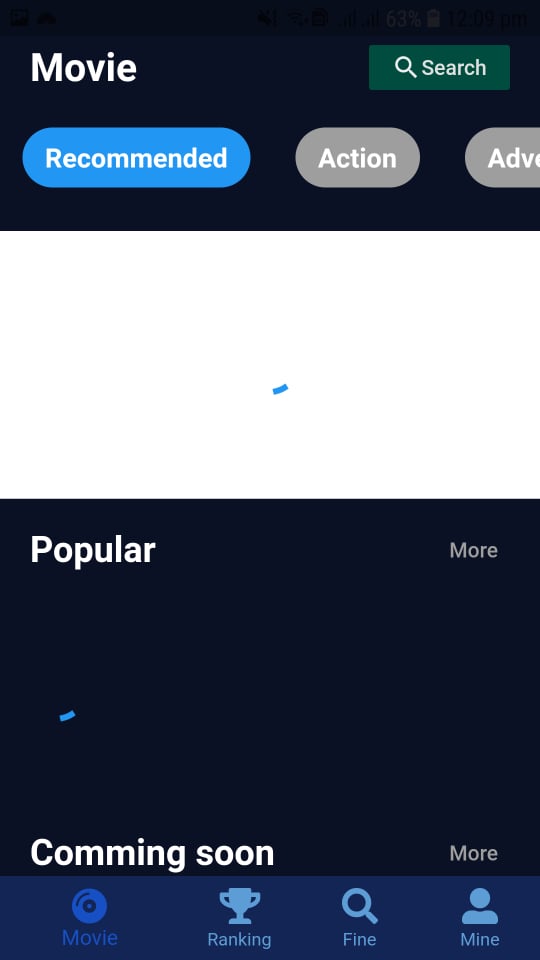 63% 12:09 pm
Movie
Search
Recommended Action Adve
Popular More
Comming soon More
Movie Ranking Fine Mine